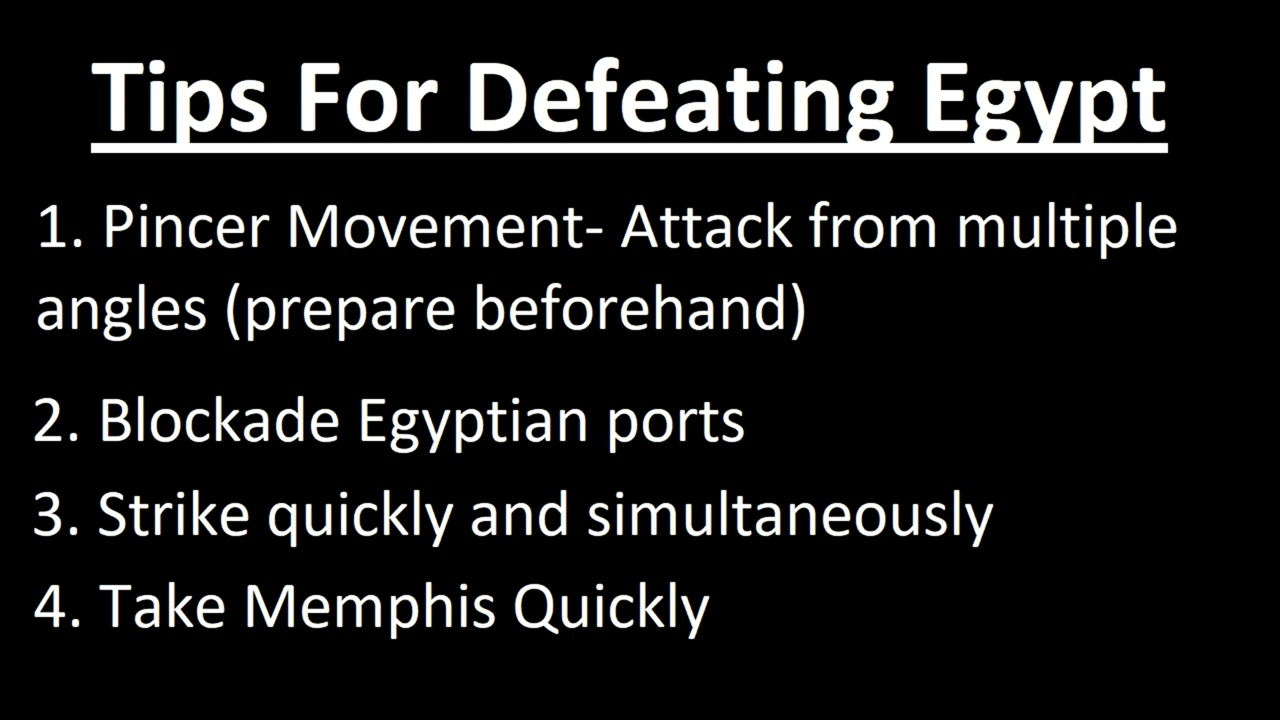 Tips For Defeating Egypt
1. Pincer Movement- Attack from multiple
angles (prepare beforehand)
2. Blockade Egyptian ports
3. Strike quickly and simultaneously
4. Take Memphis Quickly